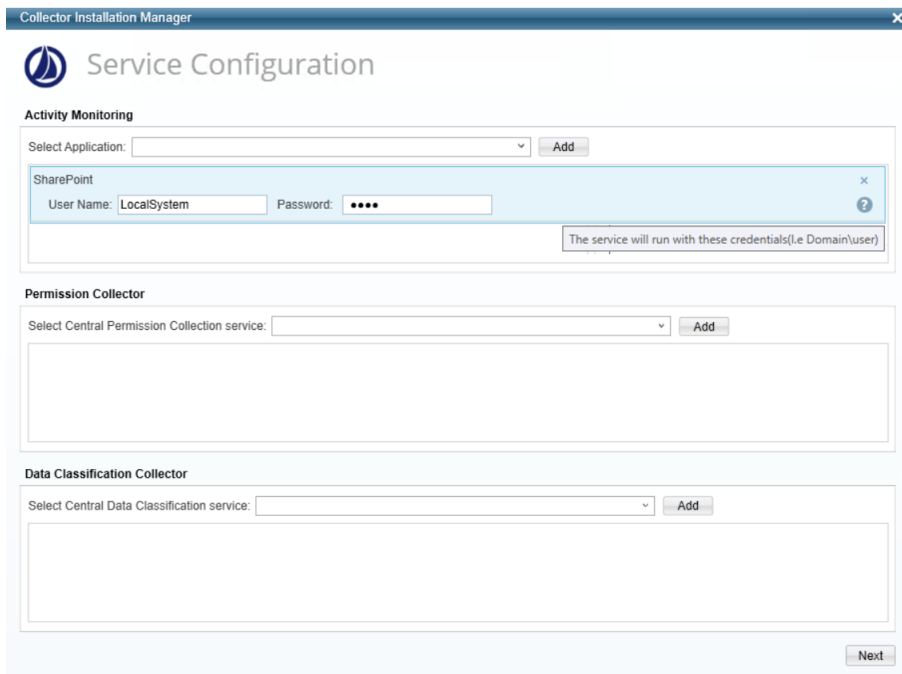 Collector Installation Manager
Service Configuration
Activity Monitoring
Select Application: Add
SharePoint
User Name: LocalSystem Password: ●●●●
The service will run with these credentials(I.e Domain\user)
Permission Collector
Select Central Permission Collection service: Add
Data Classification Collector
Select Central Data Classification service: Add
Next